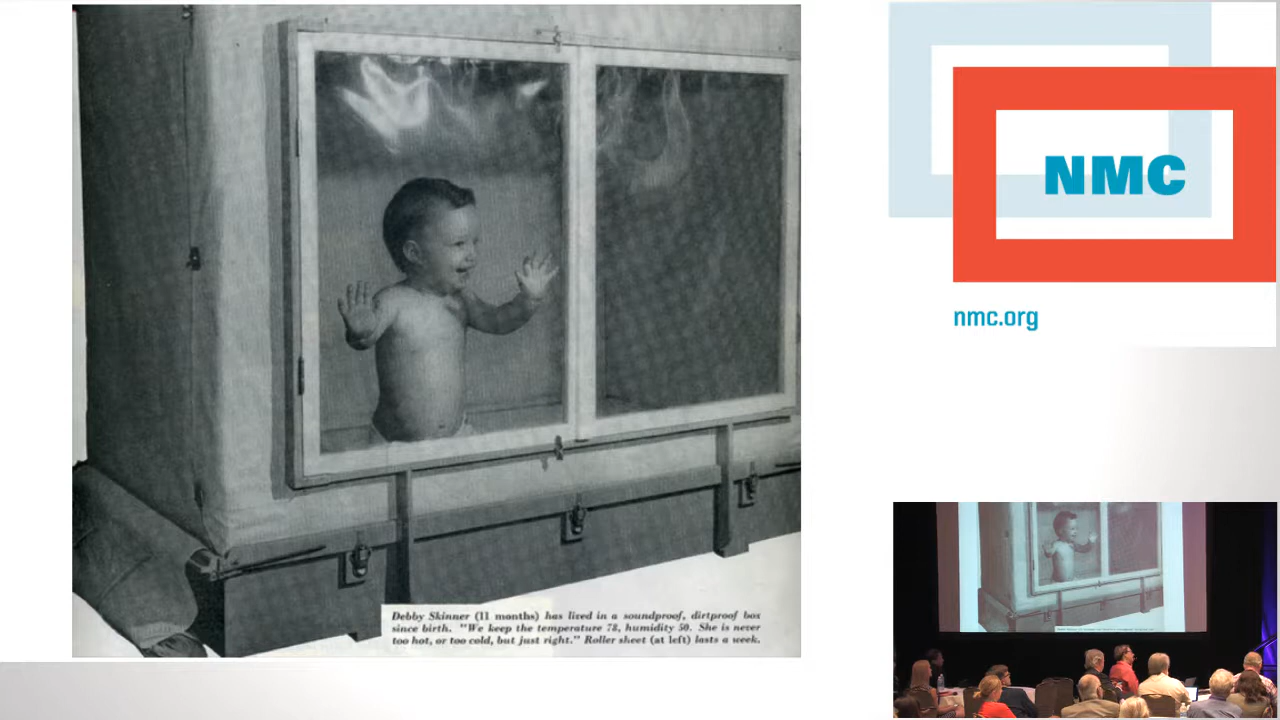 NMC
nmc.org
Debby Skinner (11 months) has lived in a soundproof, dirtproof box
since birth. "We keep the temperature 78, humidity 50. She is never
too hot, or too cold, but just right." Roller sheet (at left) lasts a week.